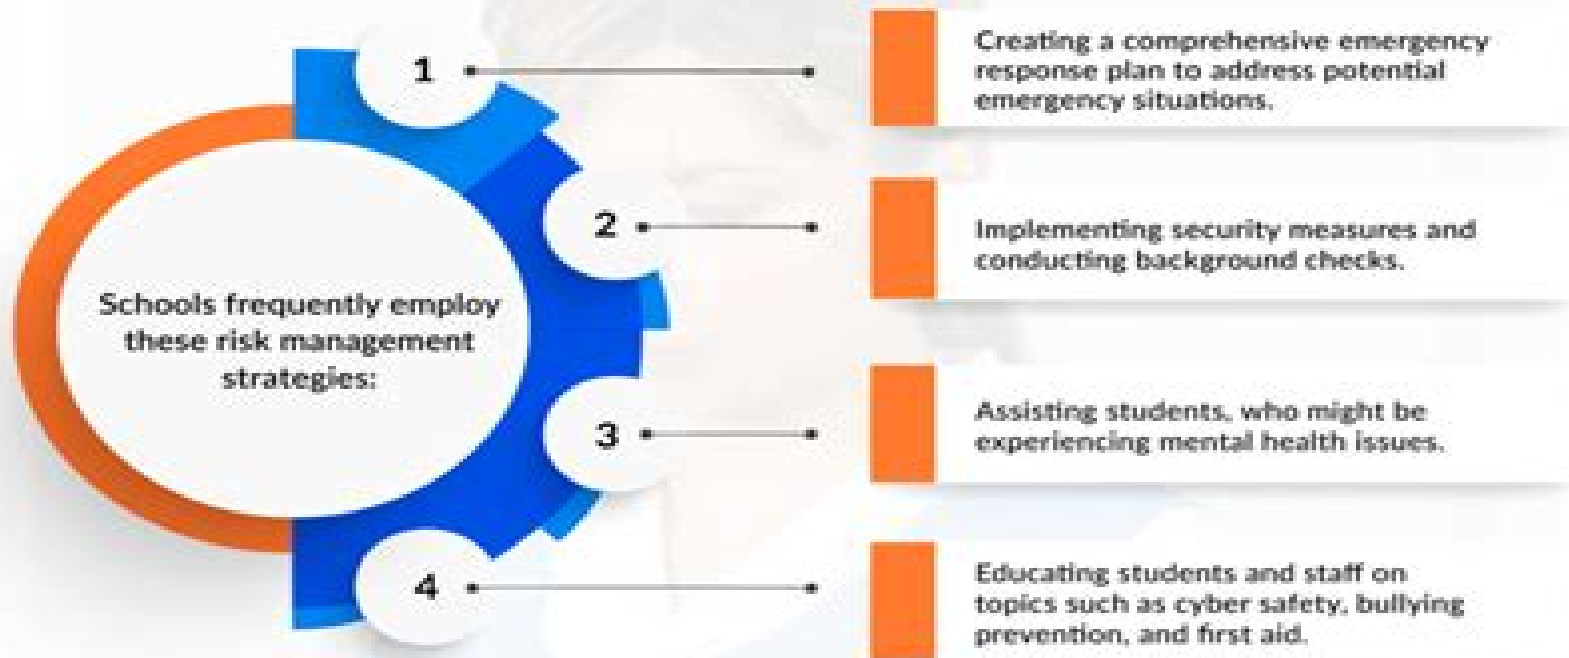 Schools frequently employ
these risk management
strategies:
1
Creating a comprehensive emergency
response plan to address potential
emergency situations.
2
Implementing security measures and
conducting background checks.
3
Assisting students, who might be
experiencing mental health issues.
4
Educating students and staff on
topics such as cyber safety, bullying
prevention, and first aid.